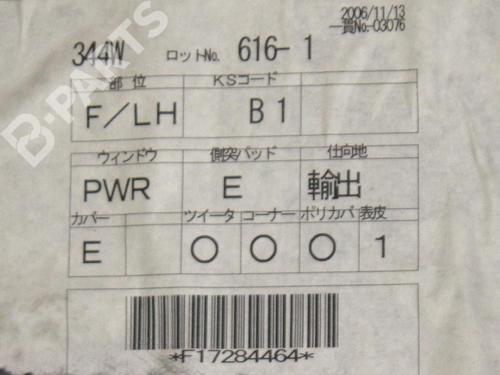 2006/11/13
一貫No.-03076
344W ロットNo. 616-1
部位 KSコード
F/LH B1
ウィンドウ 側突パッド 仕向地
PWR E 輸出
カバー ツイータ コーナー ポリカバ 表皮
E ○ ○ ○ 1
*F17284464*
B-PARTS